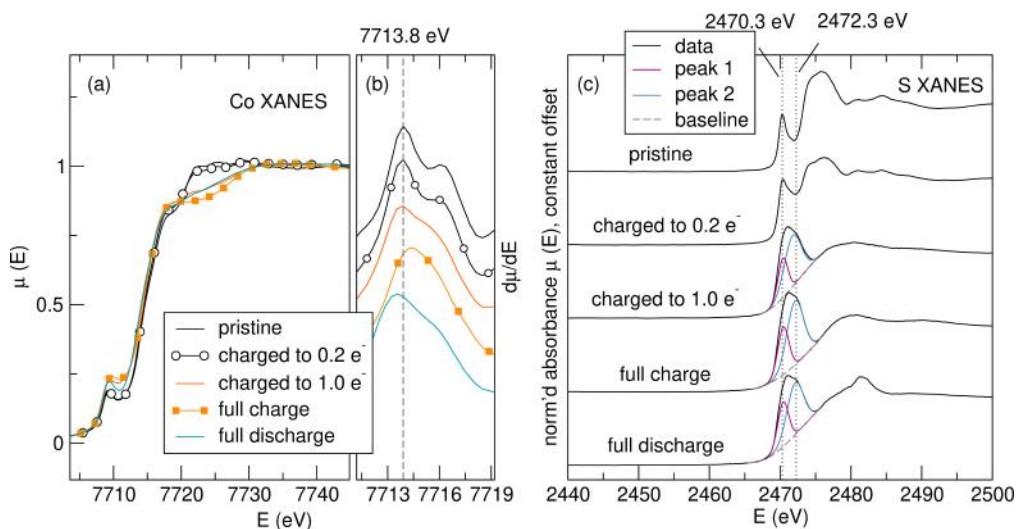 7713.8 eV
2470.3 eV
2472.3 eV
(a)
Co XANES
(b)
(c)
S XANES
data
peak 1
peak 2
baseline
μ (E)
1
0.5
0
pristine
charged to 0.2 e-
charged to 1.0 e-
full charge
full discharge
7710
7720
7730
7740
E (eV)
7713
7716
7719
dμ/dE
norm'd absorbance μ (E), constant offset
pristine
charged to 0.2 e-
charged to 1.0 e-
full charge
full discharge
2440
2450
2460
2470
2480
2490
2500
E (eV)